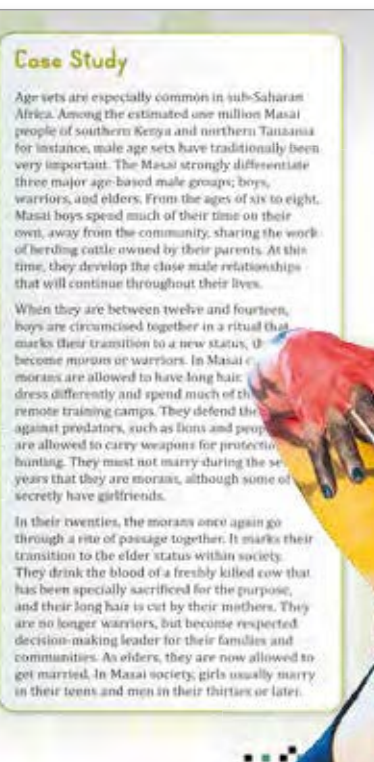 Case Study
Age sets are especially common in sub-Saharan
Africa. Among the estimated one million Masai
people of southern Kenya and northern Tanzania
for instance, male age sets have traditionally been
very important. The Masai strongly differentiate
three major age-based male groups; boys,
warriors, and elders. From the ages of six to eight,
Masai boys spend much of their time on their
own, away from the community, sharing the work
of herding cattle owned by their parents. At this
time, they develop the close male relationships
that will continue throughout their lives.
When they are between twelve and fourteen,
boys are circumcised together in a ritual that
marks their transition to a new status, th
become morans or warriors. In Masai c
morans are allowed to have long hair
dress differently and spend much of th
remote training camps. They defend the
against predators, such as lions and peop
are allowed to carry weapons for protectio
hunting. They must not marry during the se
years that they are morans, although some of
secretly have girlfriends.
In their twenties, the morans once again go
through a rite of passage together. It marks their
transition to the elder status within society.
They drink the blood of a freshly killed cow that
has been specially sacrificed for the purpose,
and their long hair is cut by their mothers. They
are no longer warriors, but become respected
decision-making leader for their families and
communities. As elders, they are now allowed to
get married. In Masai society, girls usually marry
in their teens and men in their thirties or later.